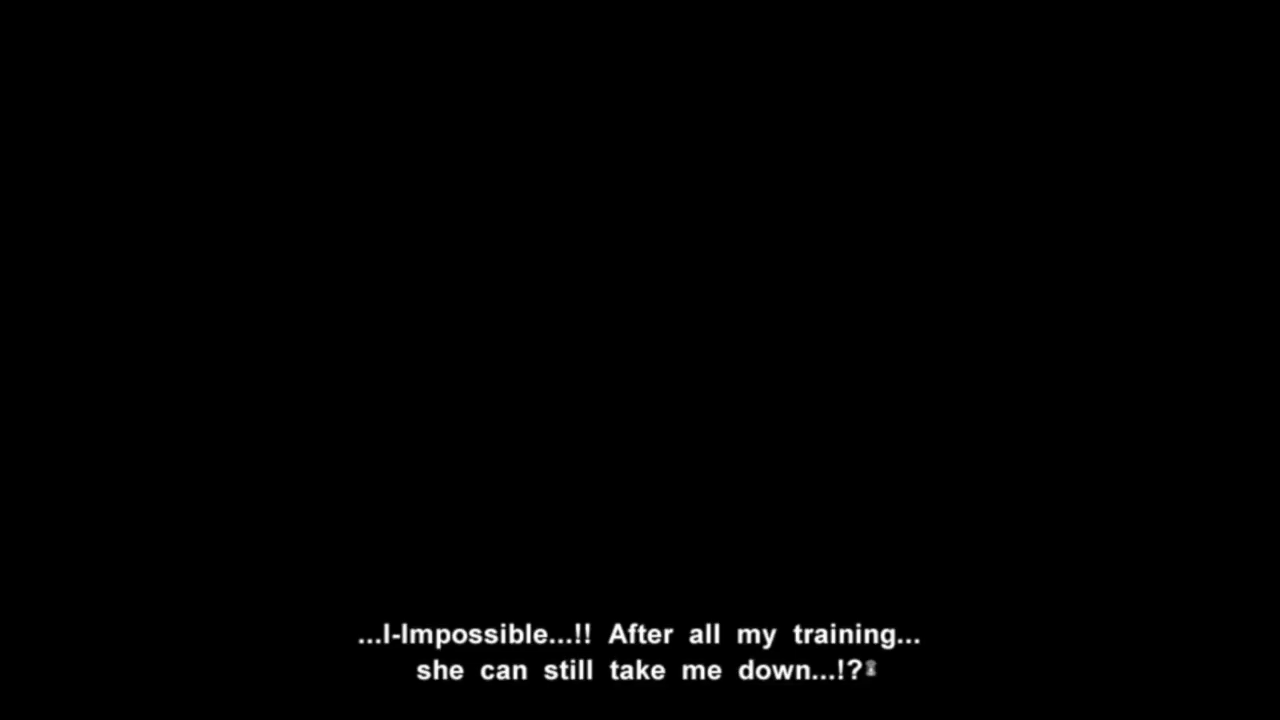 ...I-Impossible...!! After all my training...
she can still take me down...!?